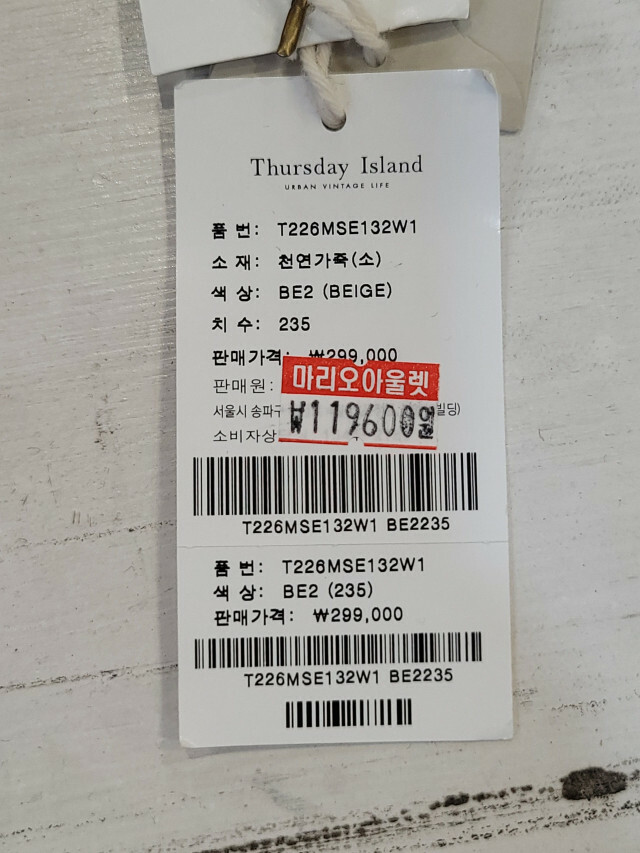 Thursday Island
URBAN VINTAGE LIFE
품 번: T226MSE132W1
소 재: 천연가죽(소)
색 상: BE2 (BEIGE)
치 수: 235
판매가격: ₩299,000
판매원:
마리오아울렛
서울시 송파구
빌딩)
₩119600원
소비자상
T226MSE132W1 BE2235
품 번: T226MSE132W1
색 상: BE2 (235)
판매가격: ₩299,000
T226MSE132W1 BE2235